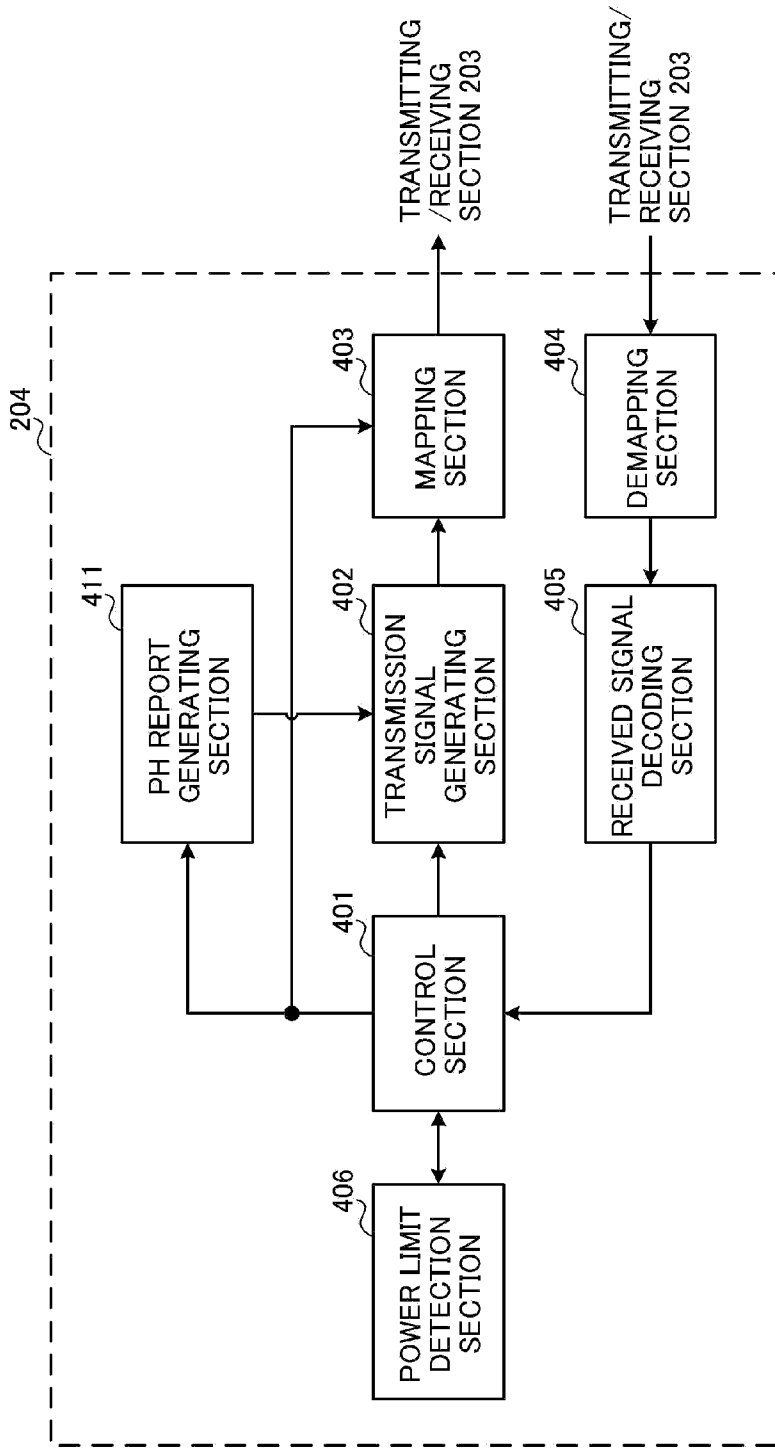 204
411
PH REPORT
GENERATING
SECTION
TRANSMITTING
/RECEIVING
SECTION 203
406
POWER LIMIT
DETECTION
SECTION
401
CONTROL
SECTION
402
TRANSMISSION
SIGNAL
GENERATING
SECTION
403
MAPPING
SECTION
TRANSMITTING/
RECEIVING
SECTION 203
405
RECEIVED SIGNAL
DECODING
SECTION
404
DEMAPPING
SECTION